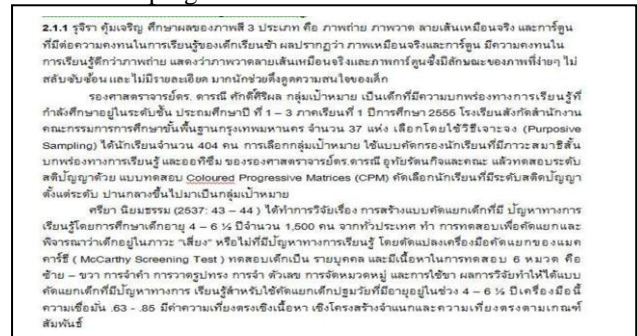 2.1.1 รุจิรา คุ้มเจริญ ศึกษาผลของภาพสี 3 ประเภท คือ ภาพถ่าย ภาพวาด ลายเส้นเหมือนจริง และการ์ตูน
ที่มีต่อความคงทนในการเรียนรู้ของเด็กเรียนช้า ผลปรากฏว่า ภาพเหมือนจริงและการ์ตูน มีความคงทนใน
การเรียนรู้ดีกว่าภาพถ่าย แสดงว่าภาพวาดลายเส้นเหมือนจริงและภาพการ์ตูนซึ่งมีลักษณะของภาพที่ง่ายๆ ไม่
สลับซับซ้อน และ ไม่มีรายละเอียด มากนักช่วยดึงดูดความสนใจของเด็ก
รองศาสตราจารย์ดร. ดารณี ศักดิ์ศิริผล กลุ่มเป้าหมาย เป็นเด็กที่มีความบกพร่องทางการเรียนรู้ที่
กำลังศึกษาอยู่ในระดับชั้น ประถมศึกษาปี ที่ 1 – 3 ภาคเรียนที่ 1 ปีการศึกษา 2555 โรงเรียนสังกัดสำนักงาน
คณะกรรมการการศึกษาขั้นพื้นฐานกรุงเทพมหานคร จำนวน 37 แห่ง เลือกโดยใช้วิธีเจาะจง (Purposive
Sampling) ได้นักเรียนจำนวน 404 คน การเลือกกลุ่มเป้าหมาย ใช้แบบคัดกรองนักเรียนที่มีภาวะสมาธิสั้น
บกพร่องทางการเรียนรู้ และออทิซึม ของรองศาสตราจารย์ดร.ดารณี อุทัยรัตนกิจและคณะ แล้วทดสอบระดับ
สติปัญญาด้วย แบบทดสอบ Coloured Progressive Matrices (CPM) คัดเลือกนักเรียนที่มีระดับสติปัญญา
ตั้งแต่ระดับ ปานกลางขึ้นไปมาเป็นกลุ่มเป้าหมาย
ศรียา นิยมธรรม (2537: 43 – 44 ) ได้ทำการวิจัยเรื่อง การสร้างแบบคัดแยกเด็กที่มี ปัญหาทางการ
เรียนรู้โดยการศึกษาเด็กอายุ 4 – 6 ½ ปีจำนวน 1,500 คน จากทั่วประเทศ ทำ การทดสอบเพื่อคัดแยกและ
พิจารณาว่าเด็กอยู่ในภาวะ "เสี่ยง" หรือไม่ที่มีปัญหาทางการเรียนรู้ โดยดัดแปลงเครื่องมือคัดแยกของแมค
คาร์ธี ( McCarthy Screening Test ) ทดสอบเด็กเป็น รายบุคคล และมีเนื้อหาในการทดสอบ 6 หมวด คือ
ซ้าย – ขวา การจำคำ การวาดรูปทรง การจำ ตัวเลข การจัดหมวดหมู่ และการใช้ขา ผลการวิจัยทำให้ได้แบบ
คัดแยกเด็กที่มีปัญหาทางการ เรียนรู้สำหรับใช้คัดแยกเด็กปฐมวัยที่มีอายุอยู่ในช่วง 4 – 6 ½ ปีเครื่องมือนี้
ความเชื่อมั่น .63 - .85 มีค่าความเที่ยงตรงเชิงเนื้อหา เชิงโครงสร้างจำแนกและความเที่ยงตรงตามเกณฑ์
สัมพันธ์